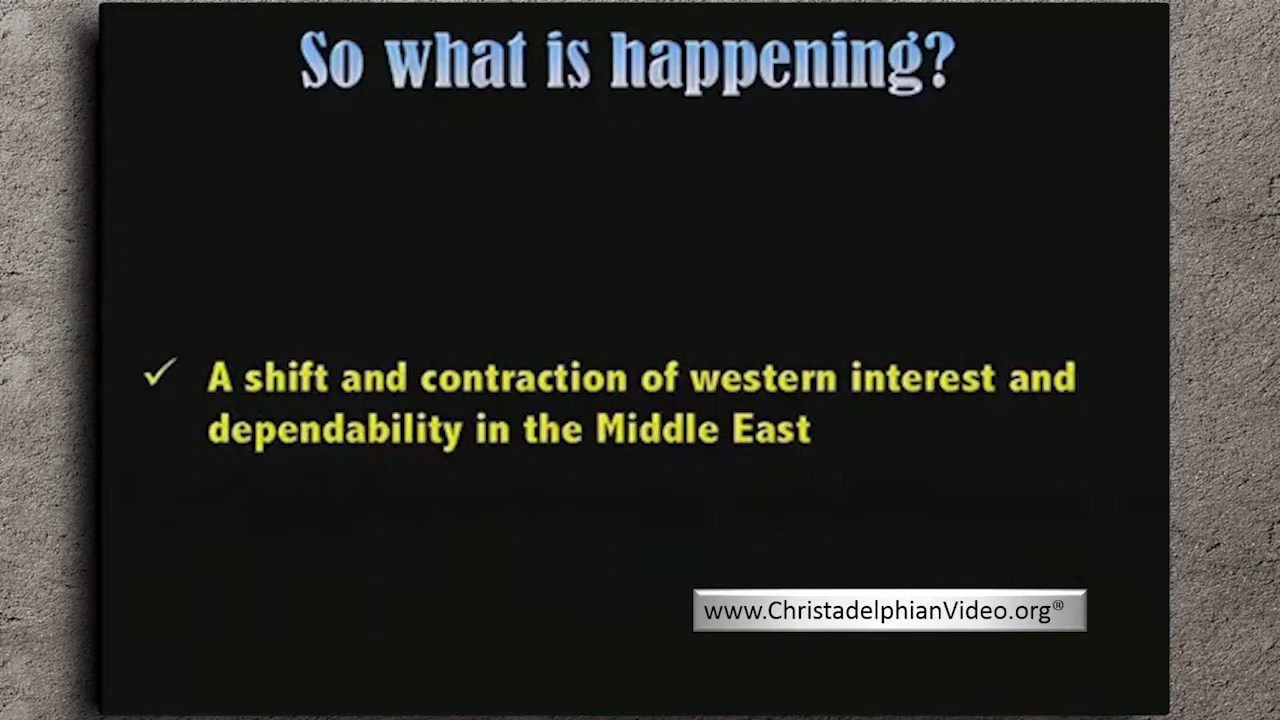 So what is happening?
✓ A shift and contraction of western interest and
dependability in the Middle East
www.ChristadelphianVideo.org®